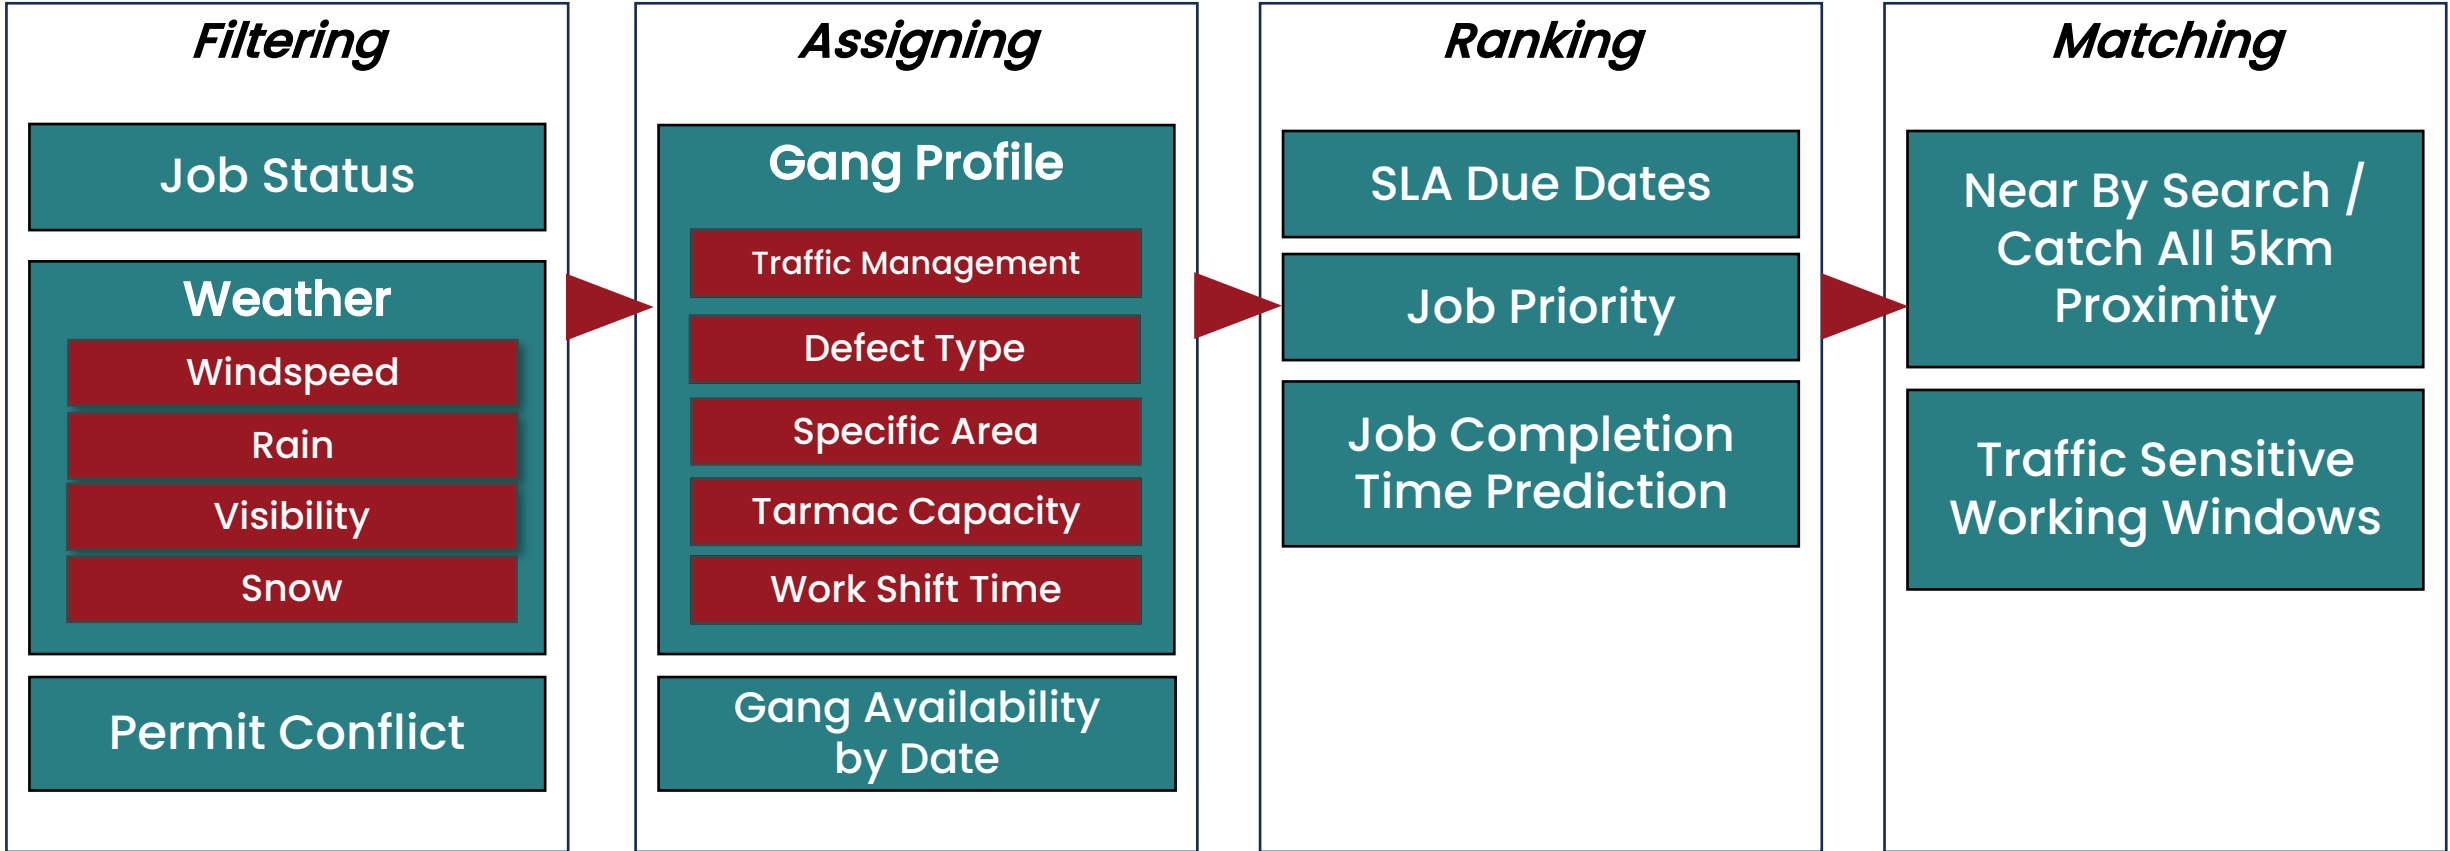 Filtering
Job Status
Weather
Windspeed
Rain
Visibility
Snow
Permit Conflict
Assigning
Gang Profile
Traffic Management
Defect Type
Specific Area
Tarmac Capacity
Work Shift Time
Gang Availability
by Date
Ranking
SLA Due Dates
Job Priority
Job Completion
Time Prediction
Matching
Near By Search /
Catch All 5km
Proximity
Traffic Sensitive
Working Windows